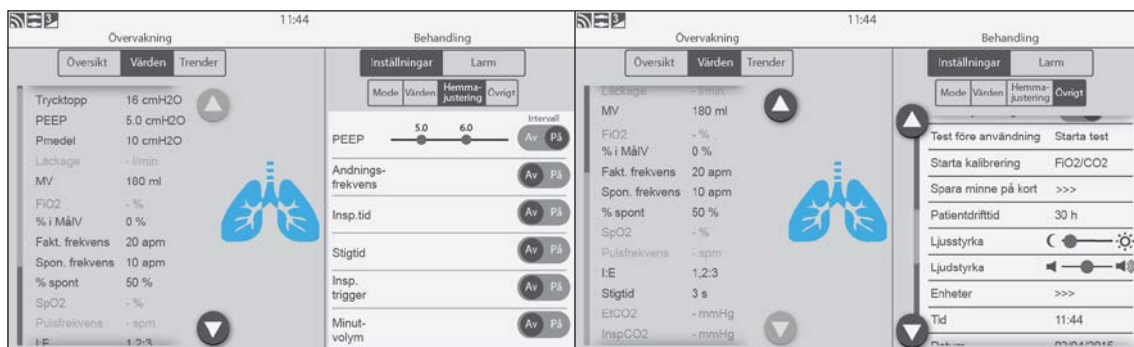 11:44
Övervakning
Behandling
Översikt Värden Trender
Inställningar Larm
Mode Värden Hemma-justering Övrigt
Trycktopp 16 cmH2O
PEEP 5.0 cmH2O
Pmedel 10 cmH2O
Läckage - l/min
MV 180 ml
FiO2 - %
% i MålV 0 %
Fakt. frekvens 20 apm
Spon. frekvens 10 apm
% spont 50 %
SpO2 - %
Pulsfrekvens - spm
I:E 1,2:3
Intervall
PEEP 5.0 6.0 Av På
Andnings-
frekvens Av På
Insp.tid Av På
Stigtid Av På
Insp.
trigger Av På
Minut-
volym Av På
11:44
Övervakning
Behandling
Översikt Värden Trender
Inställningar Larm
Mode Värden Hemma-justering Övrigt
Läckage - l/min
MV 180 ml
FiO2 - %
% i MålV 0 %
Fakt. frekvens 20 apm
Spon. frekvens 10 apm
% spont 50 %
SpO2 - %
Pulsfrekvens - spm
I:E 1,2:3
Stigtid 3 s
EtCO2 - mmHg
InspCO2 - mmHg
Test före användning Starta test
Starta kalibrering FiO2/CO2
Spara minne på kort >>>
Patientdrifttid 30 h
Ljusstyrka
Ljudstyrka
Enheter >>>
Tid 11:44
Datum 02/04/2015